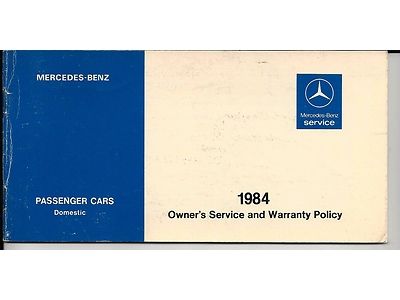 MERCEDES-BENZ
PASSENGER CARS
Domestic
Mercedes-Benz
service
1984
Owner's Service and Warranty Policy